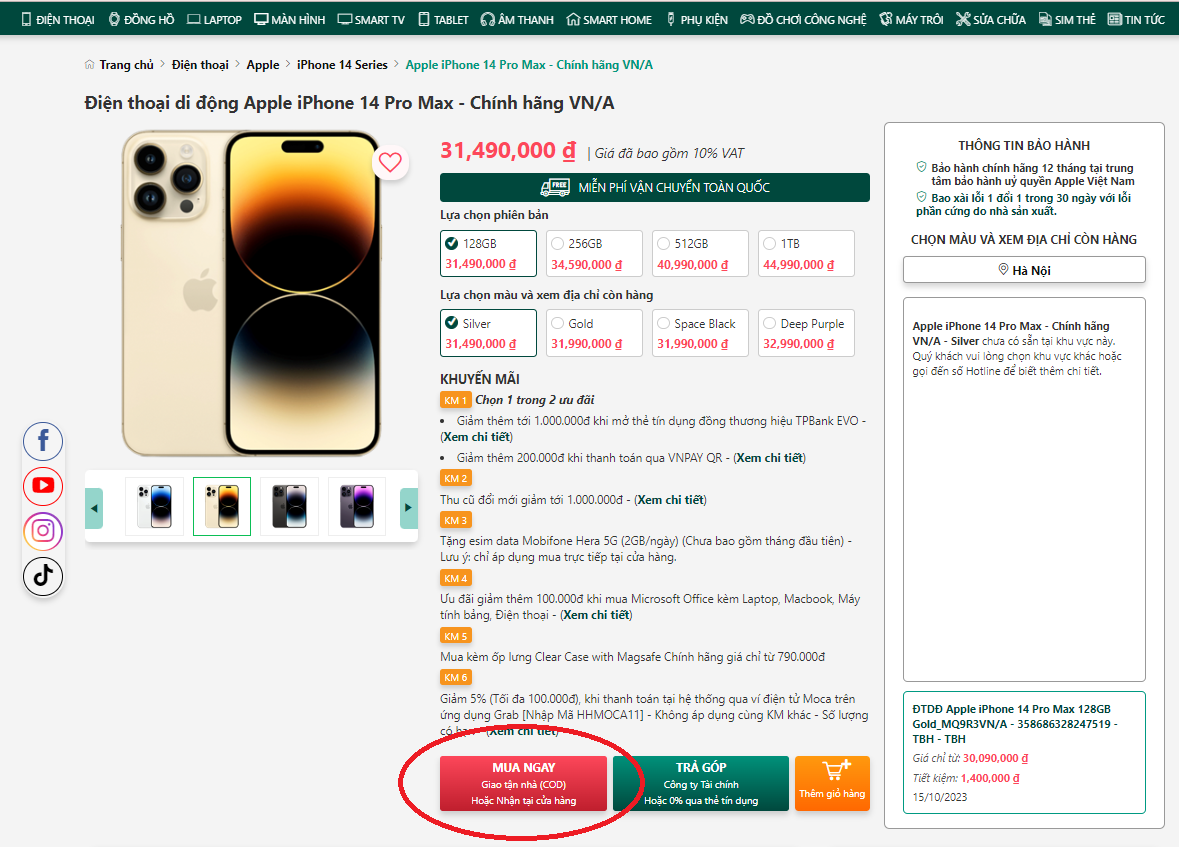 ĐIỆN THOẠI ĐỒNG HỒ LAPTOP MÀN HÌNH SMART TV TABLET ÂM THANH SMART HOME PHỤ KIỆN ĐỒ CHƠI CÔNG NGHỆ MÁY TRÔI SỬA CHỮA SIM THẺ TIN TỨC
Trang chủ > Điện thoại > Apple > iPhone 14 Series > Apple iPhone 14 Pro Max - Chính hãng VN/A
Điện thoại di động Apple iPhone 14 Pro Max - Chính hãng VN/A
31,490,000 ₫ | Giá đã bao gồm 10% VAT
FREE MIỄN PHÍ VẬN CHUYỂN TOÀN QUỐC
Lựa chọn phiên bản
128GB 256GB 512GB 1TB
31,490,000 ₫ 34,590,000 ₫ 40,990,000 ₫ 44,990,000 ₫
Lựa chọn màu và xem địa chỉ còn hàng
Silver Gold Space Black Deep Purple
31,490,000 ₫ 31,990,000 ₫ 31,990,000 ₫ 32,990,000 ₫
KHUYẾN MÃI
KM 1 Chọn 1 trong 2 ưu đãi
• Giảm thêm tới 1.000.000đ khi mở thẻ tín dụng đồng thương hiệu TPBank EVO -
(Xem chi tiết)
• Giảm thêm 200.000đ khi thanh toán qua VNPAY QR - (Xem chi tiết)
KM 2
Thu cũ đổi mới giảm tới 1.000.000đ - (Xem chi tiết)
KM 3
Tặng esim data Mobifone Hera 5G (2GB/ngày) (Chưa bao gồm tháng đầu tiên) -
Lưu ý: chỉ áp dụng mua trực tiếp tại cửa hàng.
KM 4
Ưu đãi giảm thêm 100.000đ khi mua Microsoft Office kèm Laptop, Macbook, Máy
tính bảng, Điện thoại - (Xem chi tiết)
KM 5
Mua kèm ốp lưng Clear Case with Magsafe Chính hãng giá chỉ từ 790.000đ
KM 6
Giảm 5% (Tối đa 100.000đ), khi thanh toán tại hệ thống qua ví điện tử Moca trên
ứng dụng Grab [Nhập Mã HHMOCA11] - Không áp dụng cùng KM khác - Số lượng
có hạn - (Xem chi tiết)
MUA NGAY
Giao tận nhà (COD)
Hoặc Nhận tại cửa hàng
TRẢ GÓP
Công ty Tài chính
Hoặc 0% qua thẻ tín dụng
Thêm giỏ hàng
THÔNG TIN BẢO HÀNH
Bảo hành chính hãng 12 tháng tại trung
tâm bảo hành uỷ quyền Apple Việt Nam
Bao xài lỗi 1 đổi 1 trong 30 ngày với lỗi
phần cứng do nhà sản xuất.
CHỌN MÀU VÀ XEM ĐỊA CHỈ CÒN HÀNG
Hà Nội
Apple iPhone 14 Pro Max - Chính hãng
VN/A - Silver chưa có sẵn tại khu vực này.
Quý khách vui lòng chọn khu vực khác hoặc
gọi đến số Hotline để biết thêm chi tiết.
ĐTDĐ Apple iPhone 14 Pro Max 128GB
Gold_MQ9R3VN/A - 358686328247519 -
TBH - TBH
Giá chỉ từ: 30,090,000 ₫
Tiết kiệm: 1,400,000 ₫
15/10/2023